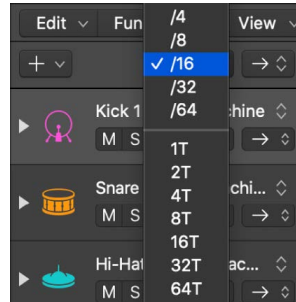 Edit Fun /4 View
/8
/16
/32
/64
Kick 1 hine
M S
1T
2T
4T
Snare chi...
M S
8T
16T
Hi-Hat ac...
32T
M S
64T